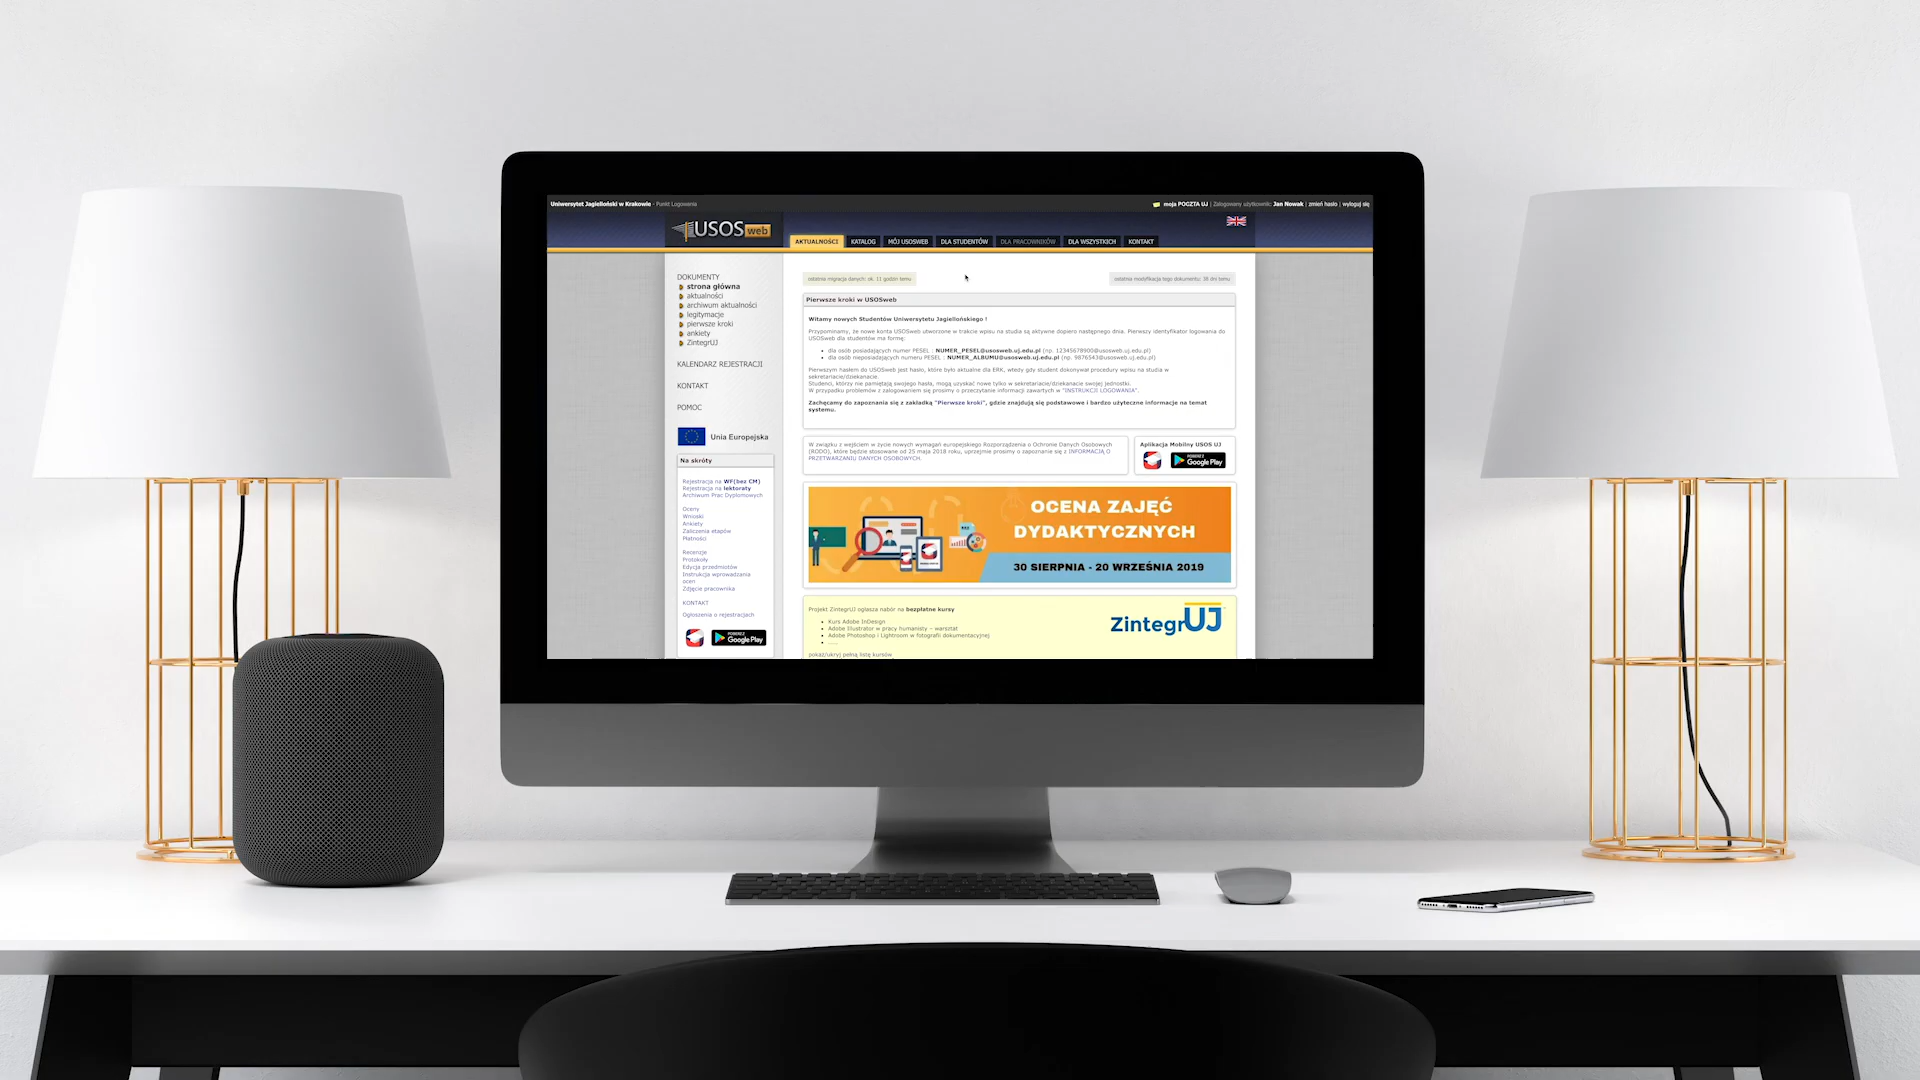 Uniwersytet Jagielloński w Krakowie - Punkt Logowania
moja POCZTA UJ | Zalogowany użytkownik: Jan Nowak | zmień hasło | wyloguj się
USOS web
AKTUALNOŚCI KATALOG MÓJ USOSWEB DLA STUDENTÓW DLA PRACOWNIKÓW DLA WSZYSTKICH KONTAKT
DOKUMENTY
strona główna
aktualności
archiwum aktualności
legitymacje
pierwsze kroki
ankiety
ZintegrUJ
KALENDARZ REJESTRACJI
KONTAKT
POMOC
Unia Europejska
Na skróty
Rejestracja na WF(bez CM)
Rejestracja na lektoraty
Archiwum Prac Dyplomowych
Oceny
Wnioski
Ankiety
Zaliczenia etapów
Płatności
Recenzje
Protokoły
Edycja przedmiotów
Instrukcja wprowadzania
ocen
Zdjęcie pracownika
KONTAKT
Ogłoszenia o rejestracjach
POBIERZ Z
Google Play
ostatnia migracja danych: ok. 11 godzin temu
ostatnia modyfikacja tego dokumentu: 38 dni temu
Pierwsze kroki w USOSweb
Witamy nowych Studentów Uniwersytetu Jagiellońskiego !
Przypominamy, że nowe konta USOSweb utworzone w trakcie wpisu na studia są aktywne dopiero następnego dnia. Pierwszy identyfikator logowania do
USOSweb dla studentów ma formę:
dla osób posiadających numer PESEL : NUMER_PESEL@usosweb.uj.edu.pl (np. 12345678900@usosweb.uj.edu.pl)
dla osób nieposiadających numeru PESEL : NUMER_ALBUMU@usosweb.uj.edu.pl (np. 9876543@usosweb.uj.edu.pl)
Pierwszym hasłem do USOSweb jest hasło, które było aktualne dla ERK, wtedy gdy student dokonywał procedury wpisu na studia w
sekretariacie/dziekanacie.
Studenci, którzy nie pamiętają swojego hasła, mogą uzyskać nowe tylko w sekretariacie/dziekanacie swojej jednostki.
W przypadku problemów z zalogowaniem się prosimy o przeczytanie informacji zawartych w "INSTRUKCJI LOGOWANIA".
Zachęcamy do zapoznania się z zakładką "Pierwsze kroki", gdzie znajdują się podstawowe i bardzo użyteczne informacje na temat
systemu.
W związku z wejściem w życie nowych wymagań europejskiego Rozporządzenia o Ochronie Danych Osobowych
(RODO), które będzie stosowane od 25 maja 2018 roku, uprzejmie prosimy o zapoznanie się z INFORMACJĄ O
PRZETWARZANIU DANYCH OSOBOWYCH.
Aplikacja Mobilny USOS UJ
POBIERZ Z
Google Play
OCENA ZAJĘĆ
DYDAKTYCZNYCH
30 SIERPNIA - 20 WRZEŚNIA 2019
Projekt ZintegrUJ ogłasza nabór na bezpłatne kursy
Kurs Adobe InDesign
Adobe Illustrator w pracy humanisty – warsztat
Adobe Photoshop i Lightroom w fotografii dokumentacyjnej
......
pokaż/ukryj pełną listę kursów
ZintegrUJ